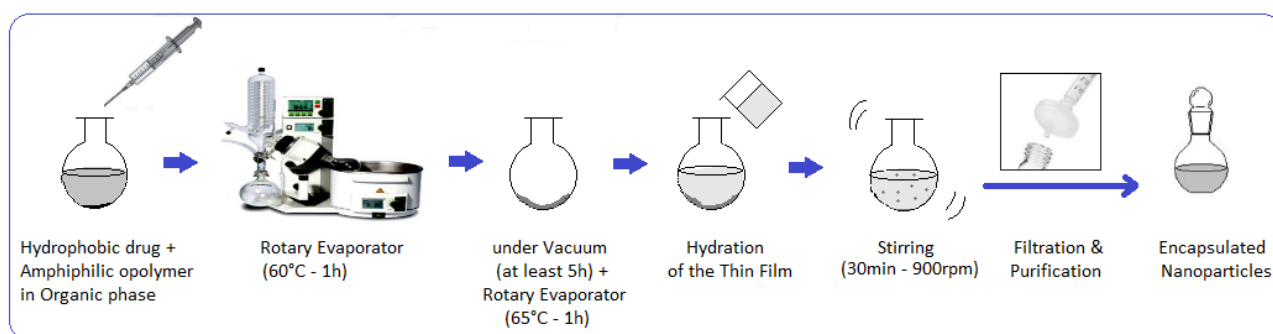 Hydrophobic drug +
Amphiphilic opolymer
in Organic phase
Rotary Evaporator
(60°C - 1h)
under Vacuum
(at least 5h) +
Rotary Evaporator
(65°C - 1h)
Hydration
of the Thin Film
Stirring
(30min - 900rpm)
Filtration &
Purification
Encapsulated
Nanoparticles